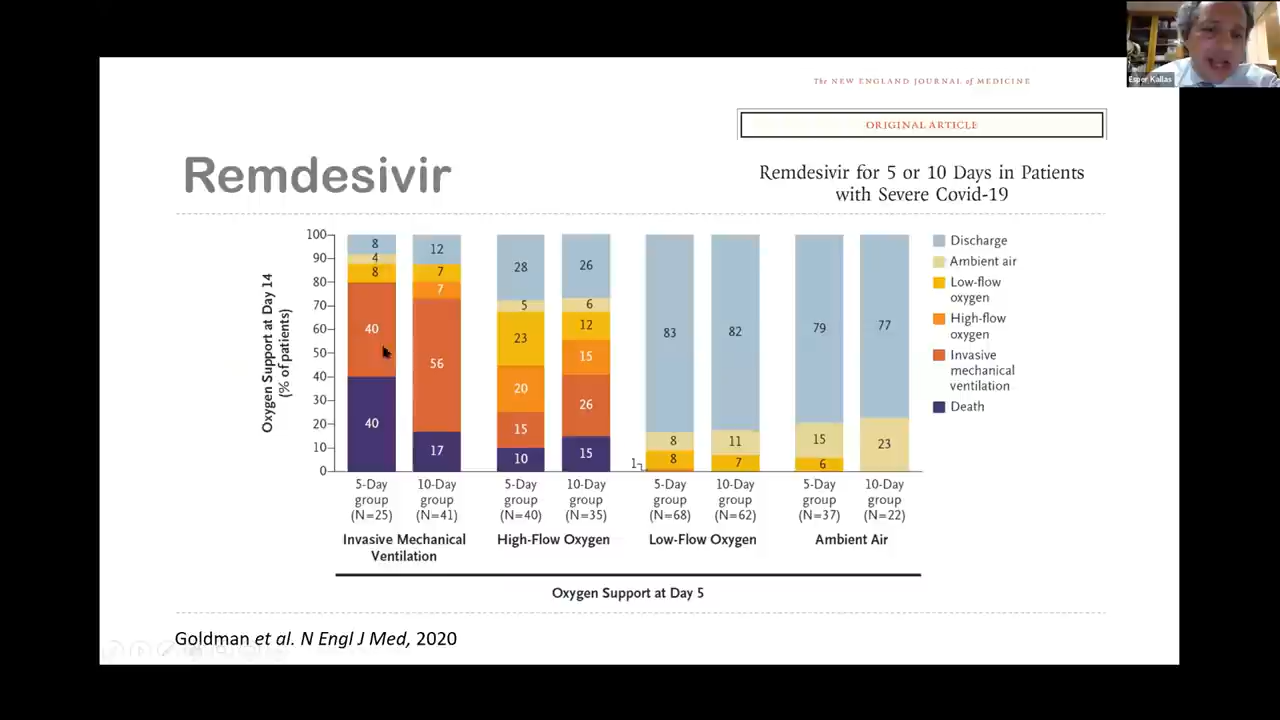 Esper Kallas
The NEW ENGLAND JOURNAL of MEDICINE
ORIGINAL ARTICLE
Remdesivir
Remdesivir for 5 or 10 Days in Patients
with Severe Covid-19
Oxygen Support at Day 14
(% of patients)
100
90
80
70
60
50
40
30
20
10
0
8
4
8
40
40
12
7
7
56
17
28
5
23
20
15
10
26
6
12
15
26
15
83
8
8
1
82
11
7
79
15
6
77
23
Discharge
Ambient air
Low-flow
oxygen
High-flow
oxygen
Invasive
mechanical
ventilation
Death
5-Day
group
(N=25)
10-Day
group
(N=41)
5-Day
group
(N=40)
10-Day
group
(N=35)
5-Day
group
(N=68)
10-Day
group
(N=62)
5-Day
group
(N=37)
10-Day
group
(N=22)
Invasive Mechanical
Ventilation
High-Flow Oxygen
Low-Flow Oxygen
Ambient Air
Oxygen Support at Day 5
Goldman et al. N Engl J Med, 2020